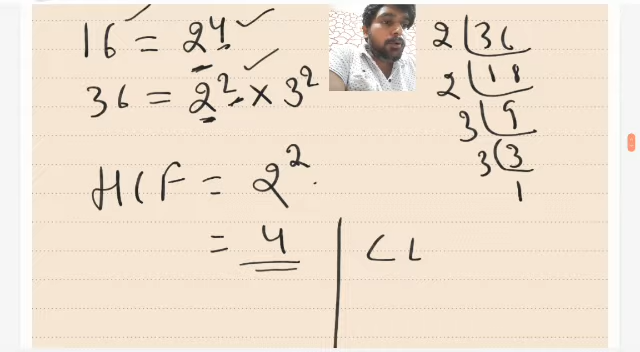 16 = 2⁴
36 = 2² × 3²
HCF = 2²
= 4
2 | 36
2 | 18
3 | 9
3 | 3
1